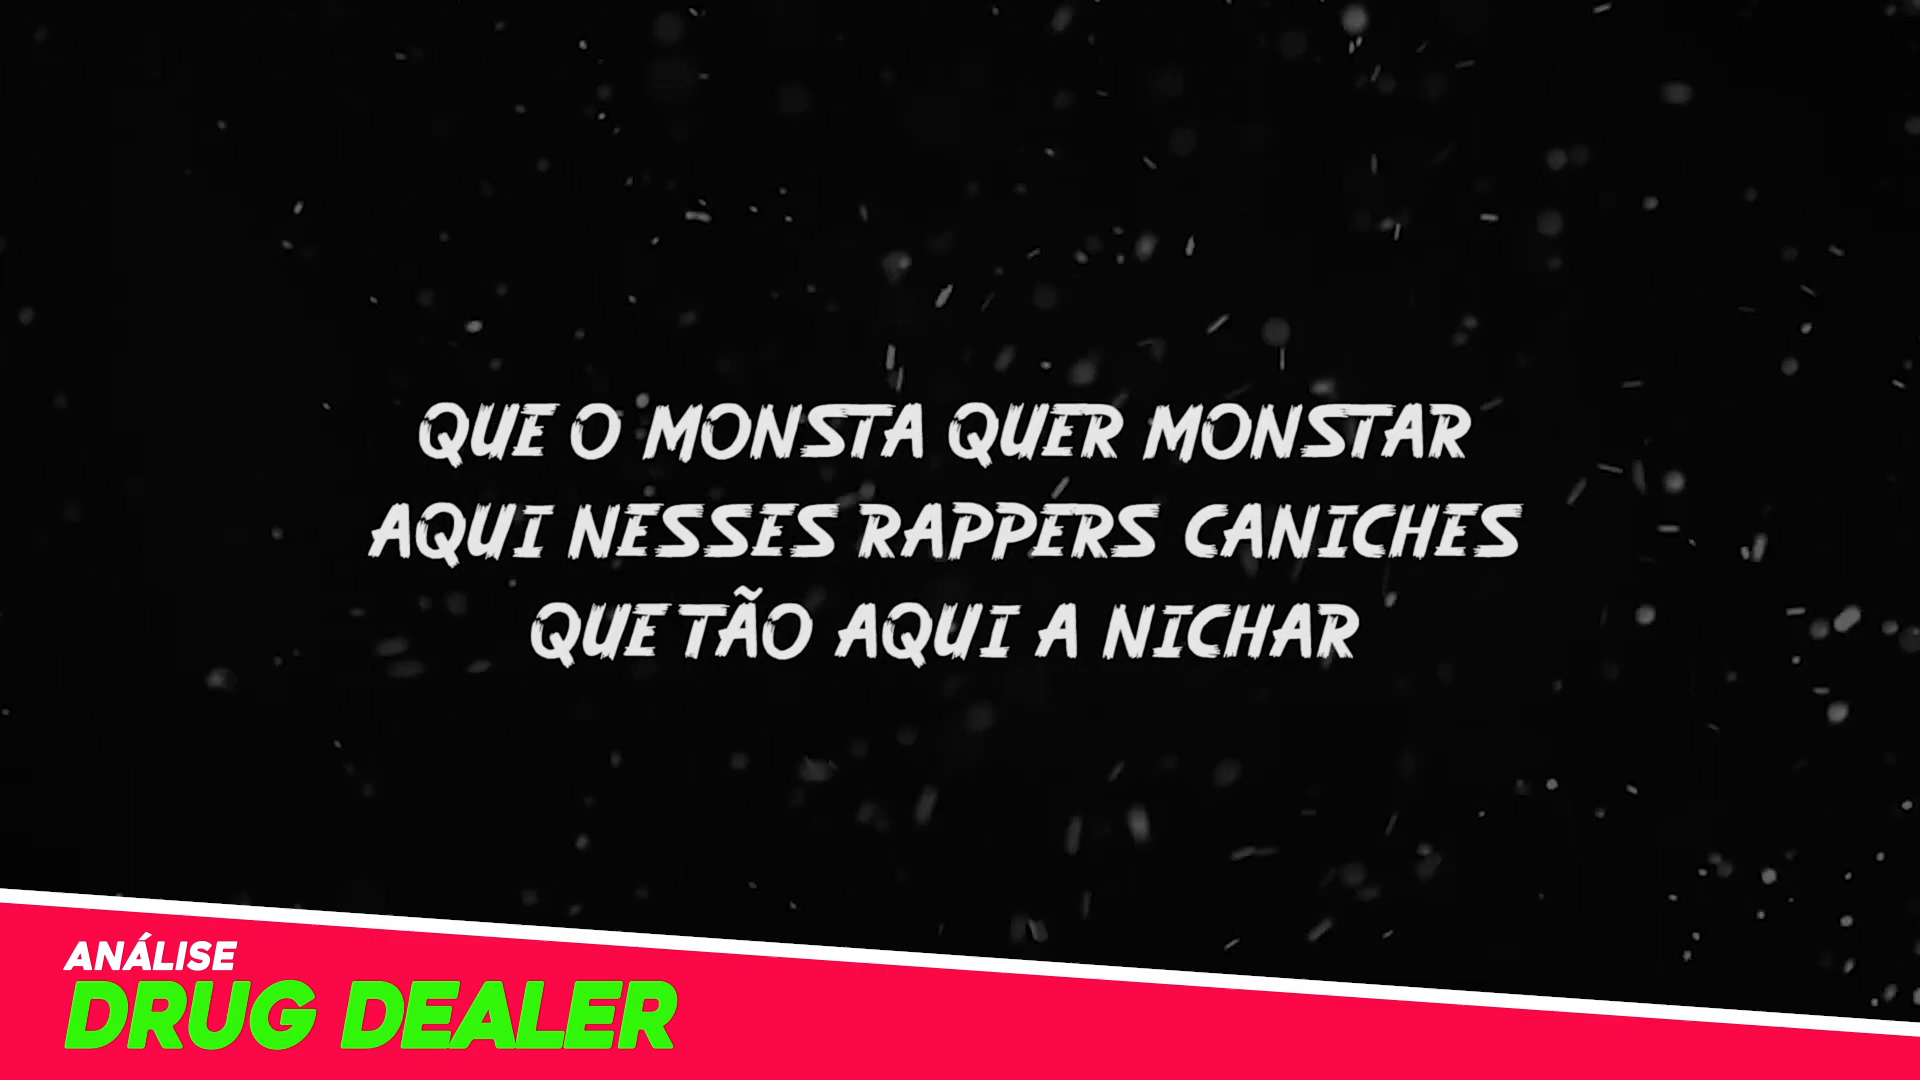 QUE O MONSTA QUER MONSTAR
AQUI NESSES RAPPERS CANICHES
QUE TÃO AQUI A NICHAR
ANÁLISE
DRUG DEALER